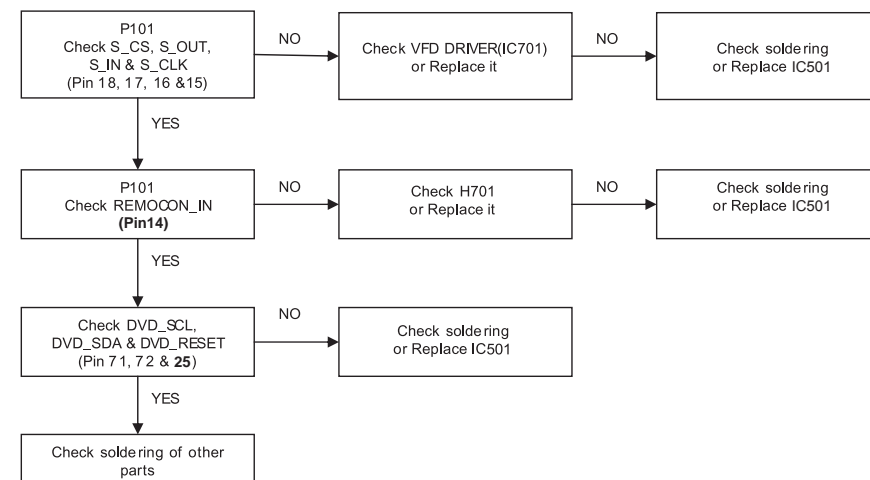 P101
Check S_CS, S_OUT,
S_IN & S_CLK
(Pin 18, 17, 16 &15)
NO
Check VFD DRIVER(IC701)
or Replace it
NO
Check soldering
or Replace IC501
YES
P101
Check REMOCON_IN
(Pin14)
NO
Check H701
or Replace it
NO
Check soldering
or Replace IC501
YES
Check DVD_SCL,
DVD_SDA & DVD_RESET
(Pin 71, 72 & 25)
NO
Check soldering
or Replace IC501
YES
Check soldering of other
parts